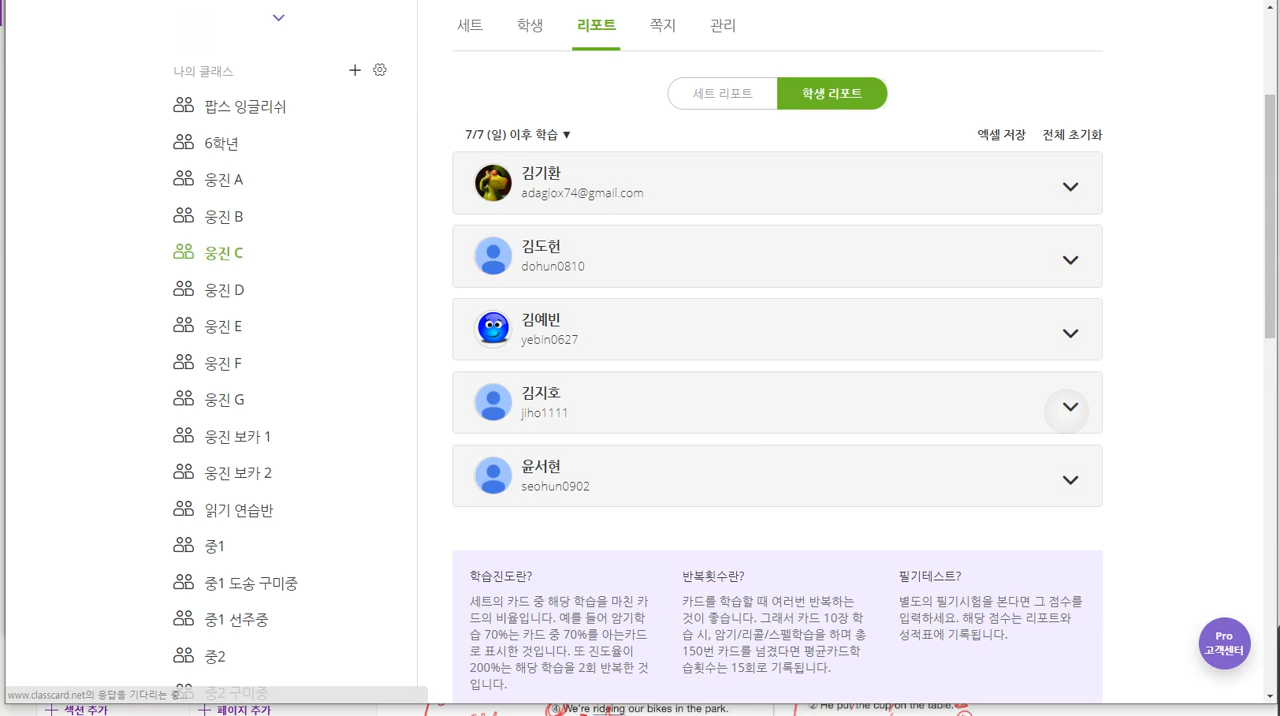 세트 학생 리포트 쪽지 관리
나의 클래스
팝스 잉글리쉬
6학년
웅진 A
웅진 B
웅진 C
웅진 D
웅진 E
웅진 F
웅진 G
웅진 보카 1
웅진 보카 2
읽기 연습반
중1
중1 도송 구미중
중1 선주중
중2
중2 구미중
세트 리포트 학생 리포트
7/7 (일) 이후 학습 ▼ 엑셀 저장 전체 초기화
김기환
adagiox74@gmail.com
김도헌
dohun0810
김예빈
yebin0627
김지호
jiho1111
윤서현
seohun0902
학습진도란?
세트의 카드 중 해당 학습을 마친 카
드의 비율입니다. 예를 들어 암기학
습 70%는 카드 중 70%를 아는카드
로 표시한 것입니다. 또 진도율이
200%는 해당 학습을 2회 반복한 것
입니다.
반복횟수란?
카드를 학습할 때 여러번 반복하는
것이 좋습니다. 그래서 카드 10장 학
습 시, 암기/리콜/스펠학습을 하며 총
150번 카드를 넘겼다면 평균카드학
습횟수는 15회로 기록됩니다.
필기테스트?
별도의 필기시험을 본다면 그 점수를
입력하세요. 해당 점수는 리포트와
성적표에 기록됩니다.
Pro
고객센터
www.classcard.net의 응답을 기다리는 중...
섹션 추가 페이지 추가
④ We're rideing our bikes in the park.
② He put the cup on the table.